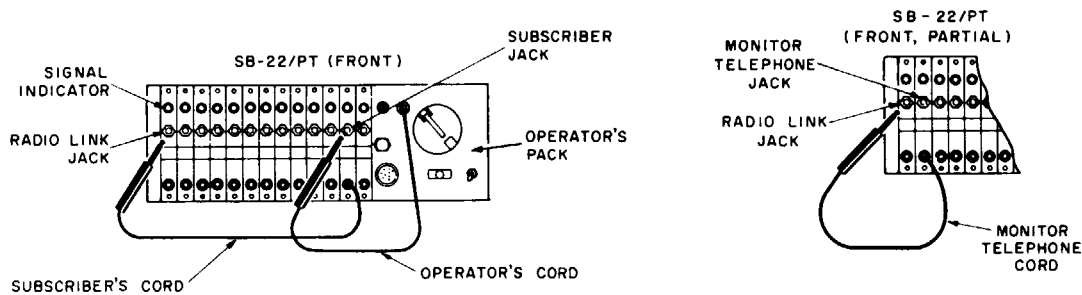 SB-22/PT (FRONT)
SUBSCRIBER
JACK
SIGNAL
INDICATOR
RADIO LINK
JACK
OPERATOR'S
PACK
SUBSCRIBER'S CORD
OPERATOR'S CORD
SB-22/PT
(FRONT, PARTIAL)
MONITOR
TELEPHONE
JACK
RADIO LINK
JACK
MONITOR
TELEPHONE
CORD